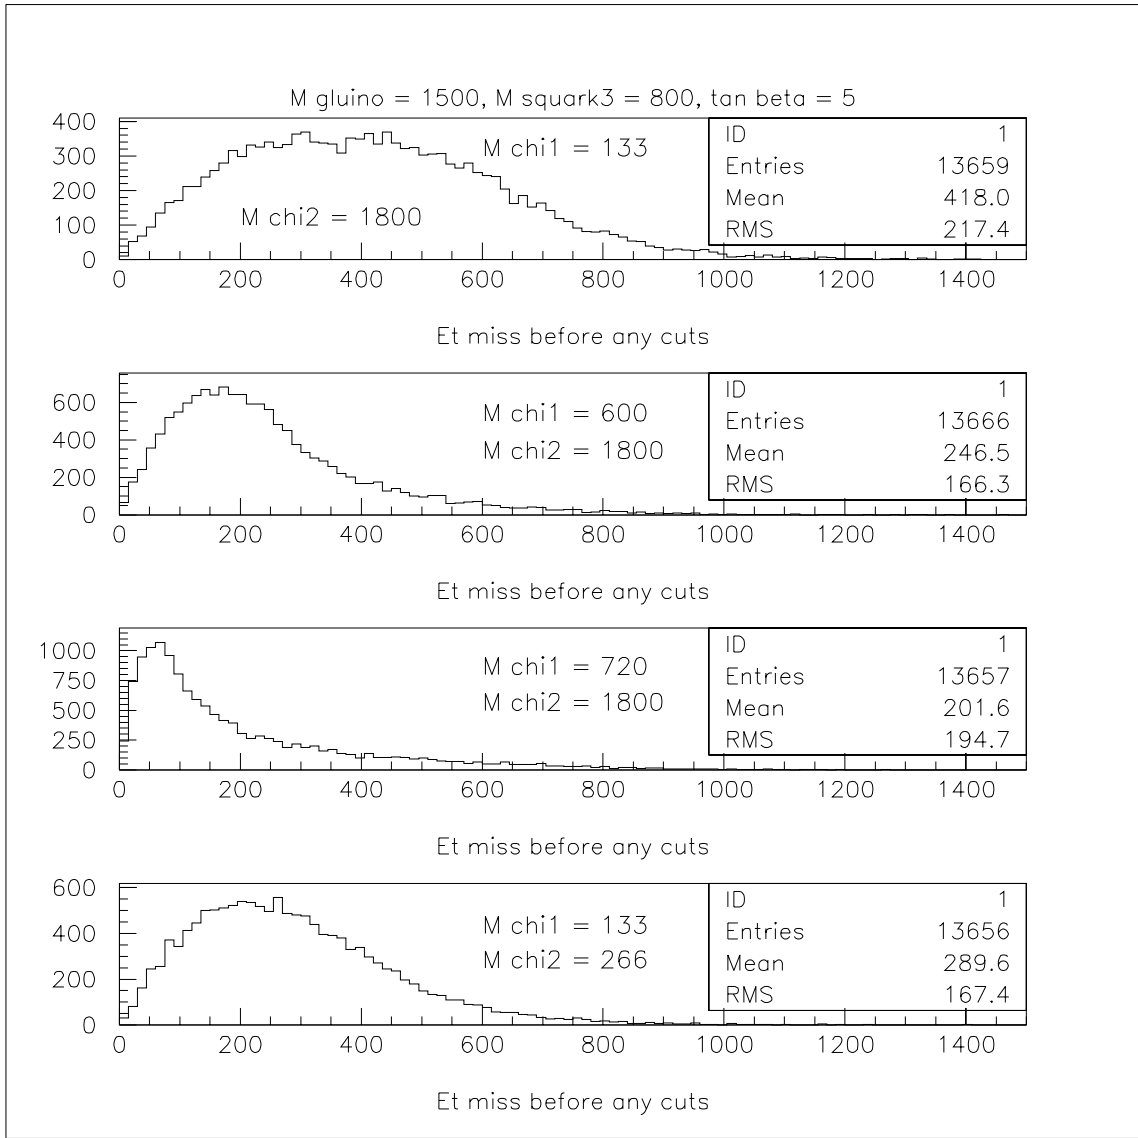 M gluino = 1500, M squark3 = 800, tan beta = 5
400
300
200
100
0
M chi1 = 133
M chi2 = 1800
ID 1
Entries 13659
Mean 418.0
RMS 217.4
0 200 400 600 800 1000 1200 1400
Et miss before any cuts
600
400
200
0
M chi1 = 600
M chi2 = 1800
ID 1
Entries 13666
Mean 246.5
RMS 166.3
0 200 400 600 800 1000 1200 1400
Et miss before any cuts
1000
750
500
250
0
M chi1 = 720
M chi2 = 1800
ID 1
Entries 13657
Mean 201.6
RMS 194.7
0 200 400 600 800 1000 1200 1400
Et miss before any cuts
600
400
200
0
M chi1 = 133
M chi2 = 266
ID 1
Entries 13656
Mean 289.6
RMS 167.4
0 200 400 600 800 1000 1200 1400
Et miss before any cuts